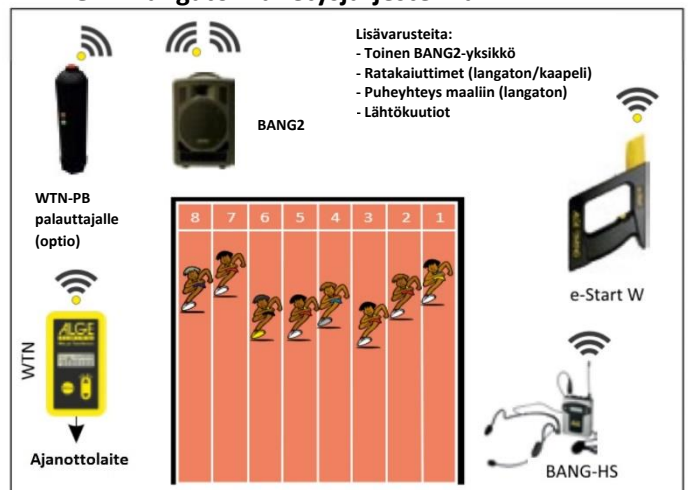 Lisävarusteita:
- Toinen BANG2-yksikkö
- Ratakaiuttimet (langaton/kaapeli)
- Puheyhteys maaliin (langaton)
- Lähtökuutiot
BANG2
WTN-PB
palauttajalle
(optio)
8 7 6 5 4 3 2 1
e-Start W
WTN
ALGE
Ajanottolaite
BANG-HS